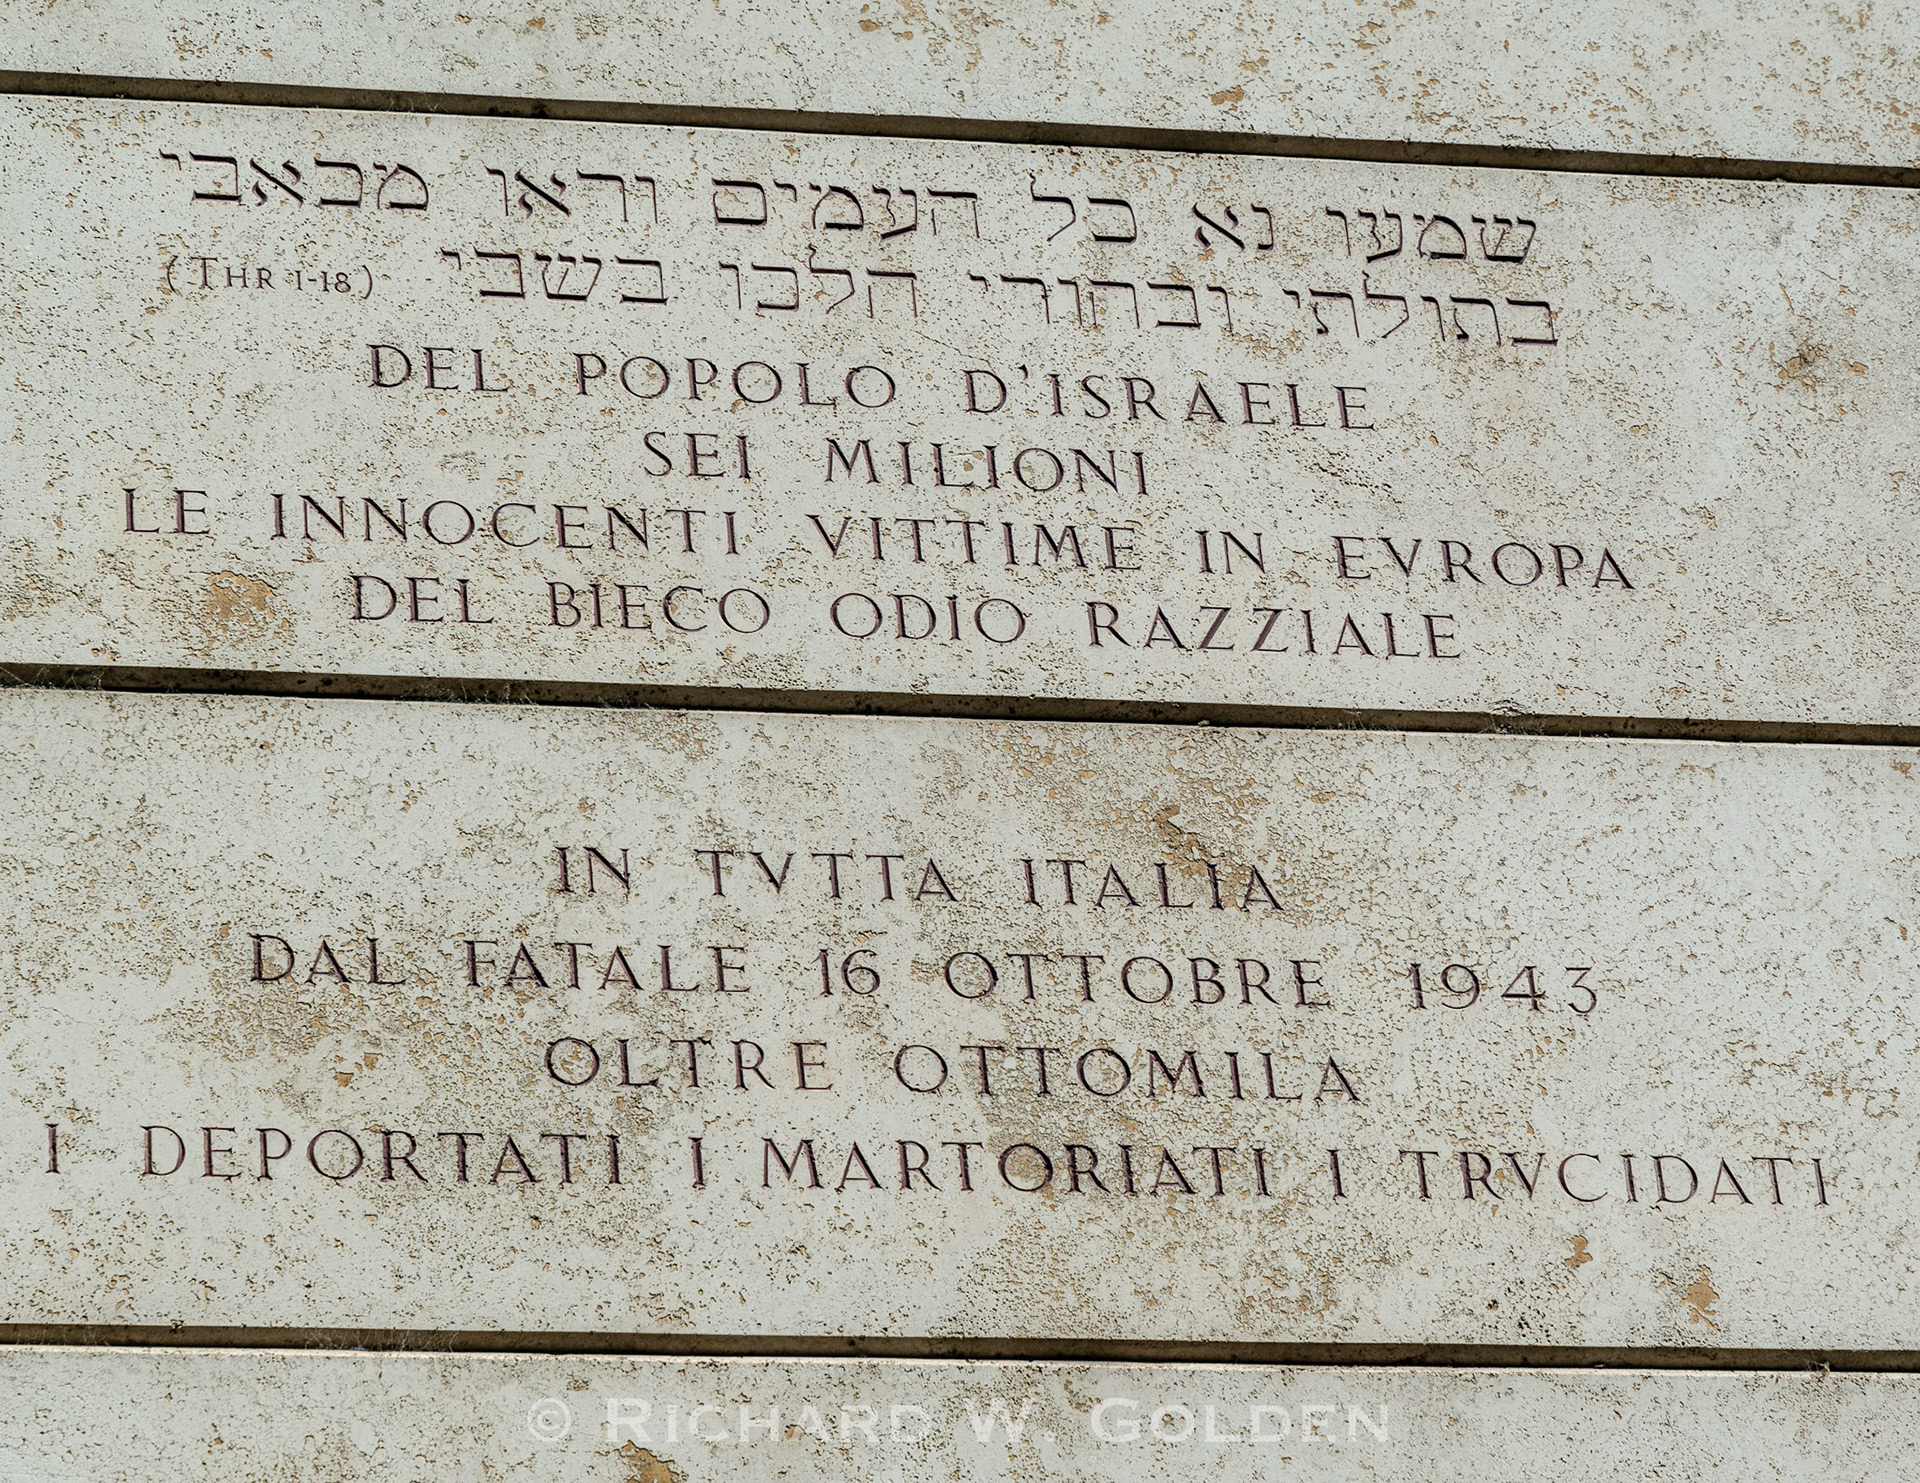 שמעו נא כל העמים וראו מכאבי
בתולתי ובחורי הלכו בשבי (THR 1-18)
DEL POPOLO D'ISRAELE
SEI MILIONI
LE INNOCENTI VITTIME IN EVROPA
DEL BIECO ODIO RAZZIALE
IN TVTTA ITALIA
DAL FATALE 16 OTTOBRE 1943
OLTRE OTTOMILA
I DEPORTATI I MARTORIATI I TRVCIDATI
© RICHARD W. GOLDEN